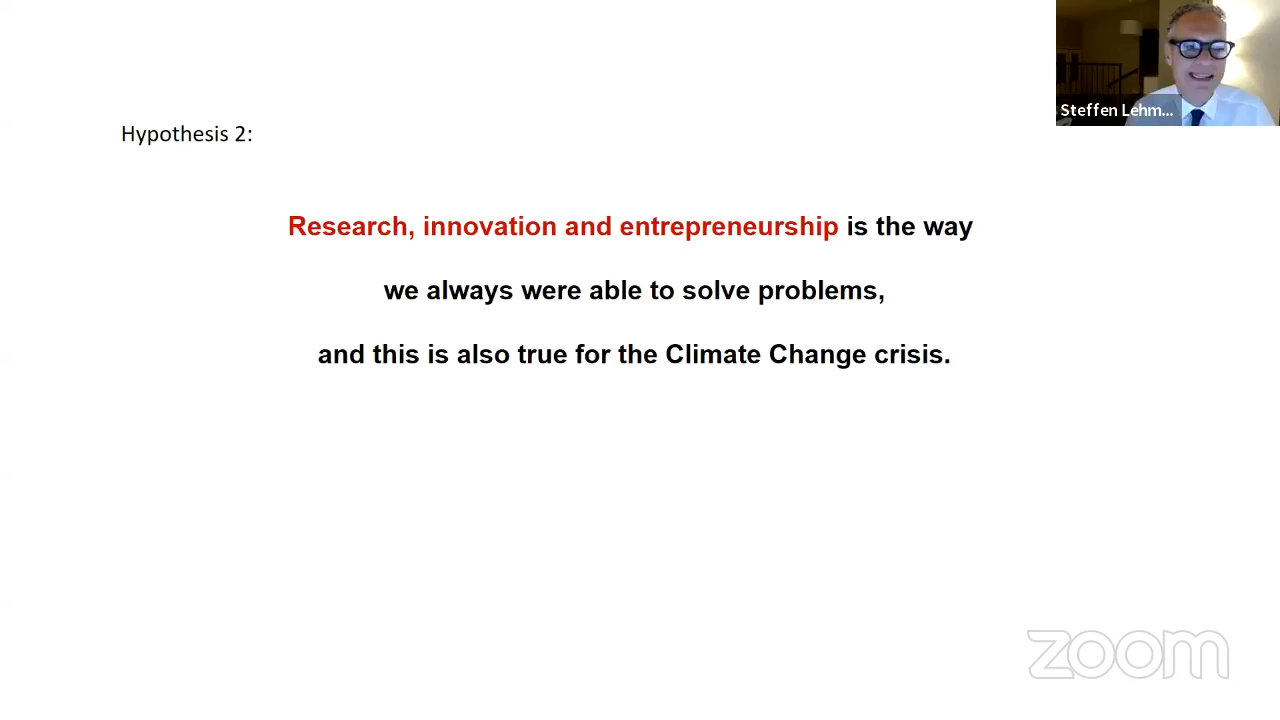 Steffen Lehm...
Hypothesis 2:
Research, innovation and entrepreneurship is the way
we always were able to solve problems,
and this is also true for the Climate Change crisis.
zoom